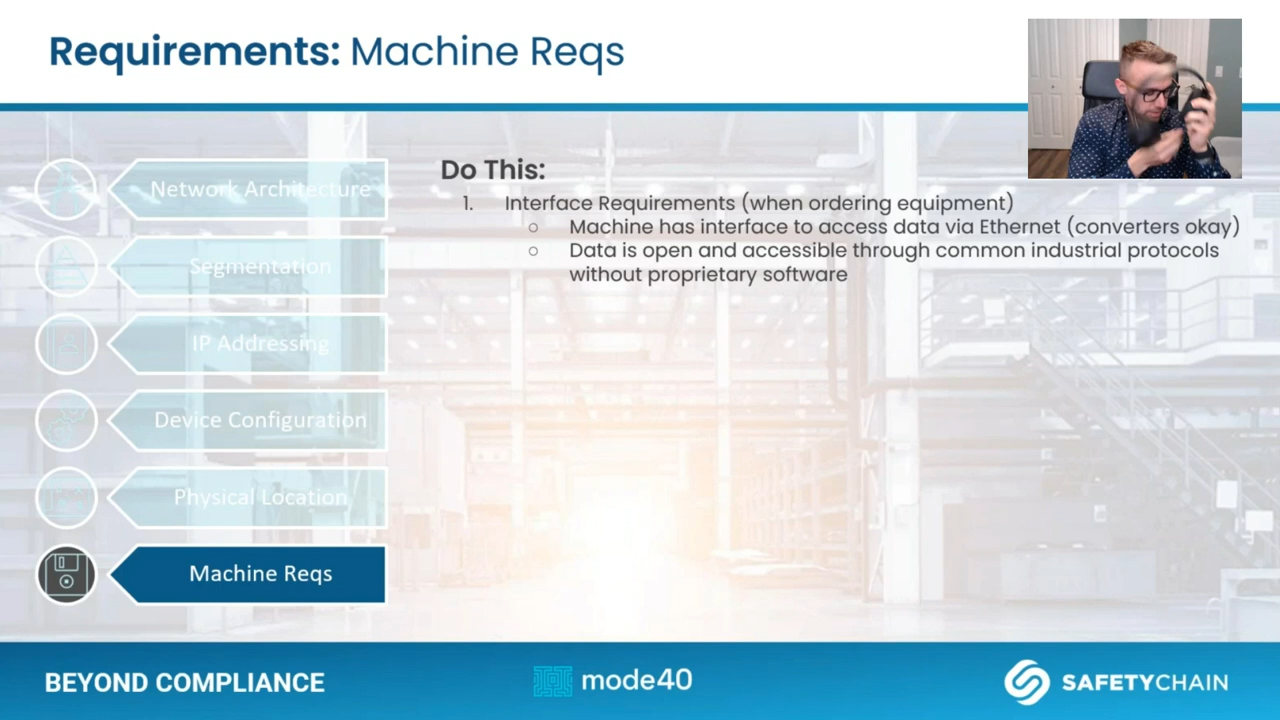 Requirements: Machine Reqs
Network Architecture
Segmentation
IP Addressing
Device Configuration
Physical Location
Machine Reqs
Do This:
1. Interface Requirements (when ordering equipment)
○ Machine has interface to access data via Ethernet (converters okay)
○ Data is open and accessible through common industrial protocols
without proprietary software
BEYOND COMPLIANCE
mode40
SAFETYCHAIN